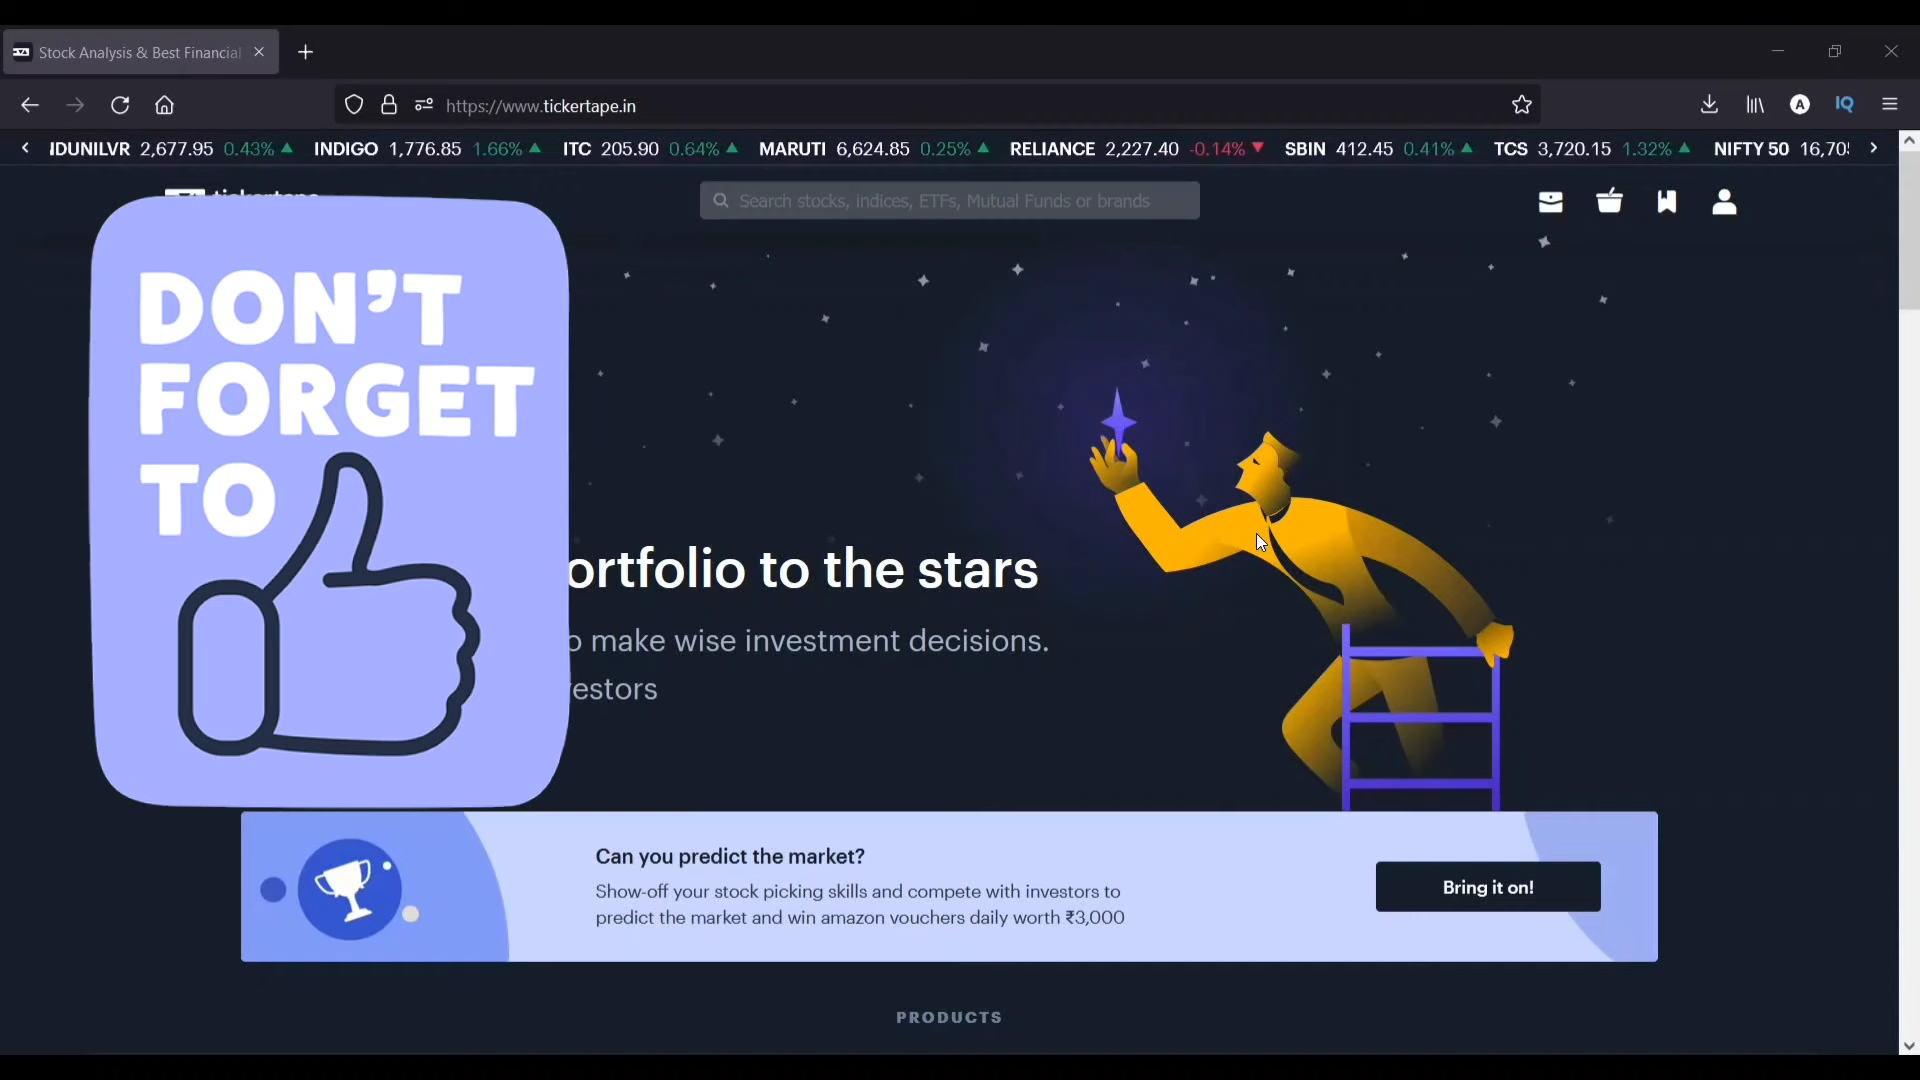 Stock Analysis & Best Financial
https://www.tickertape.in
IDUNILVR 2,677.95 0.43% INDIGO 1,776.85 1.66% ITC 205.90 0.64% MARUTI 6,624.85 0.25% RELIANCE 2,227.40 -0.14% SBIN 412.45 0.41% TCS 3,720.15 1.32% NIFTY 50 16,70
Search stocks, indices, ETFs, Mutual Funds or brands
DON'T
FORGET
TO
ortfolio to the stars
o make wise investment decisions.
vestors
Can you predict the market?
Show-off your stock picking skills and compete with investors to
predict the market and win amazon vouchers daily worth ₹3,000
Bring it on!
PRODUCTS
A
IQ